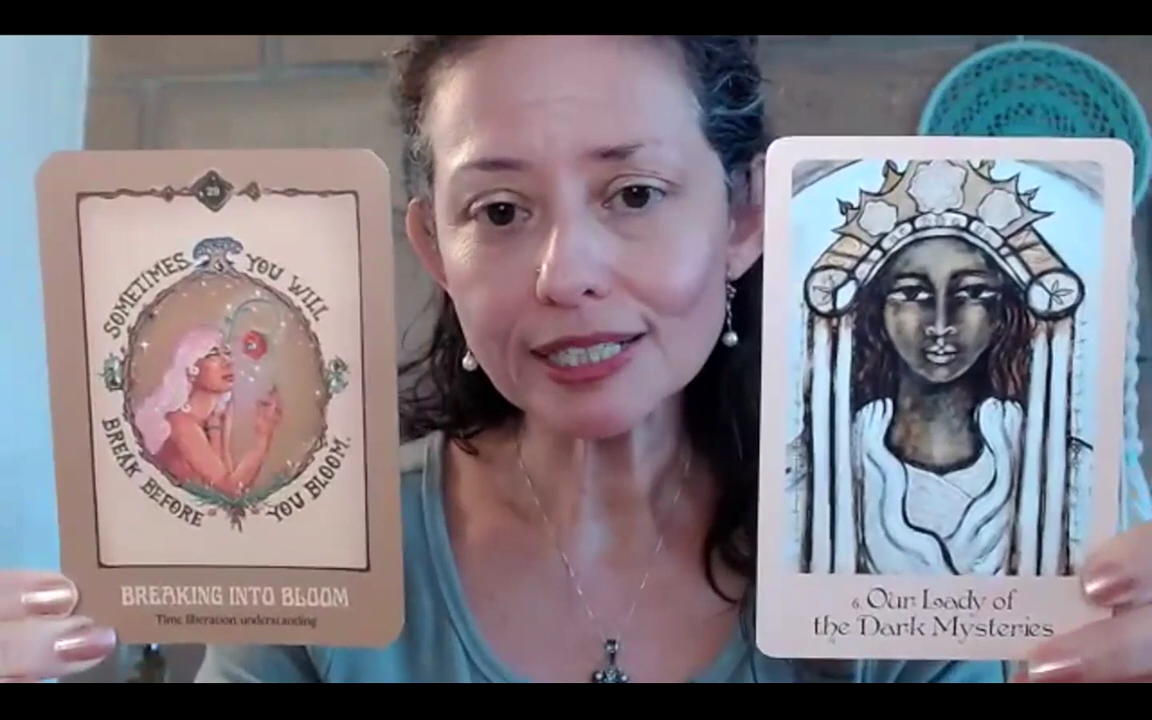 29
SOMETIMES YOU WILL
BREAK BEFORE YOU BLOOM.
BREAKING INTO BLOOM
Time liberation understanding
6. Our Lady of
the Dark Mysteries